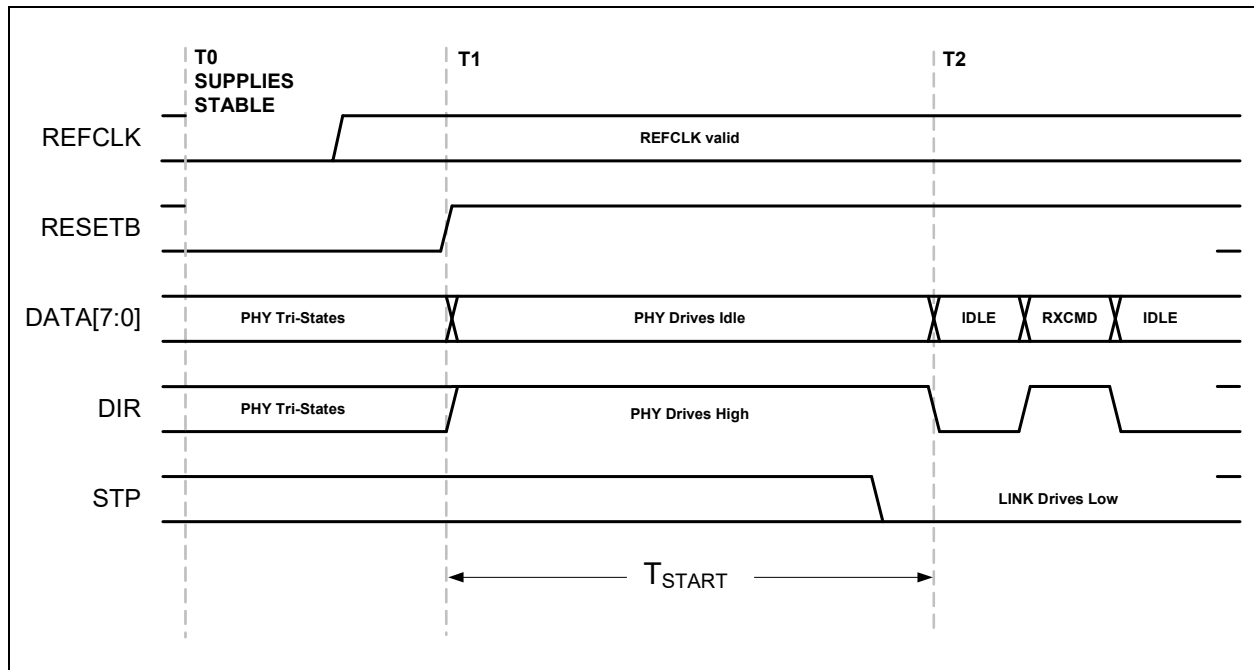 T0
SUPPLIES
STABLE
T1
T2
REFCLK
REFCLK valid
RESETB
DATA[7:0]
PHY Tri-States
PHY Drives Idle
IDLE
RXCMD
IDLE
DIR
PHY Tri-States
PHY Drives High
STP
LINK Drives Low
TSTART